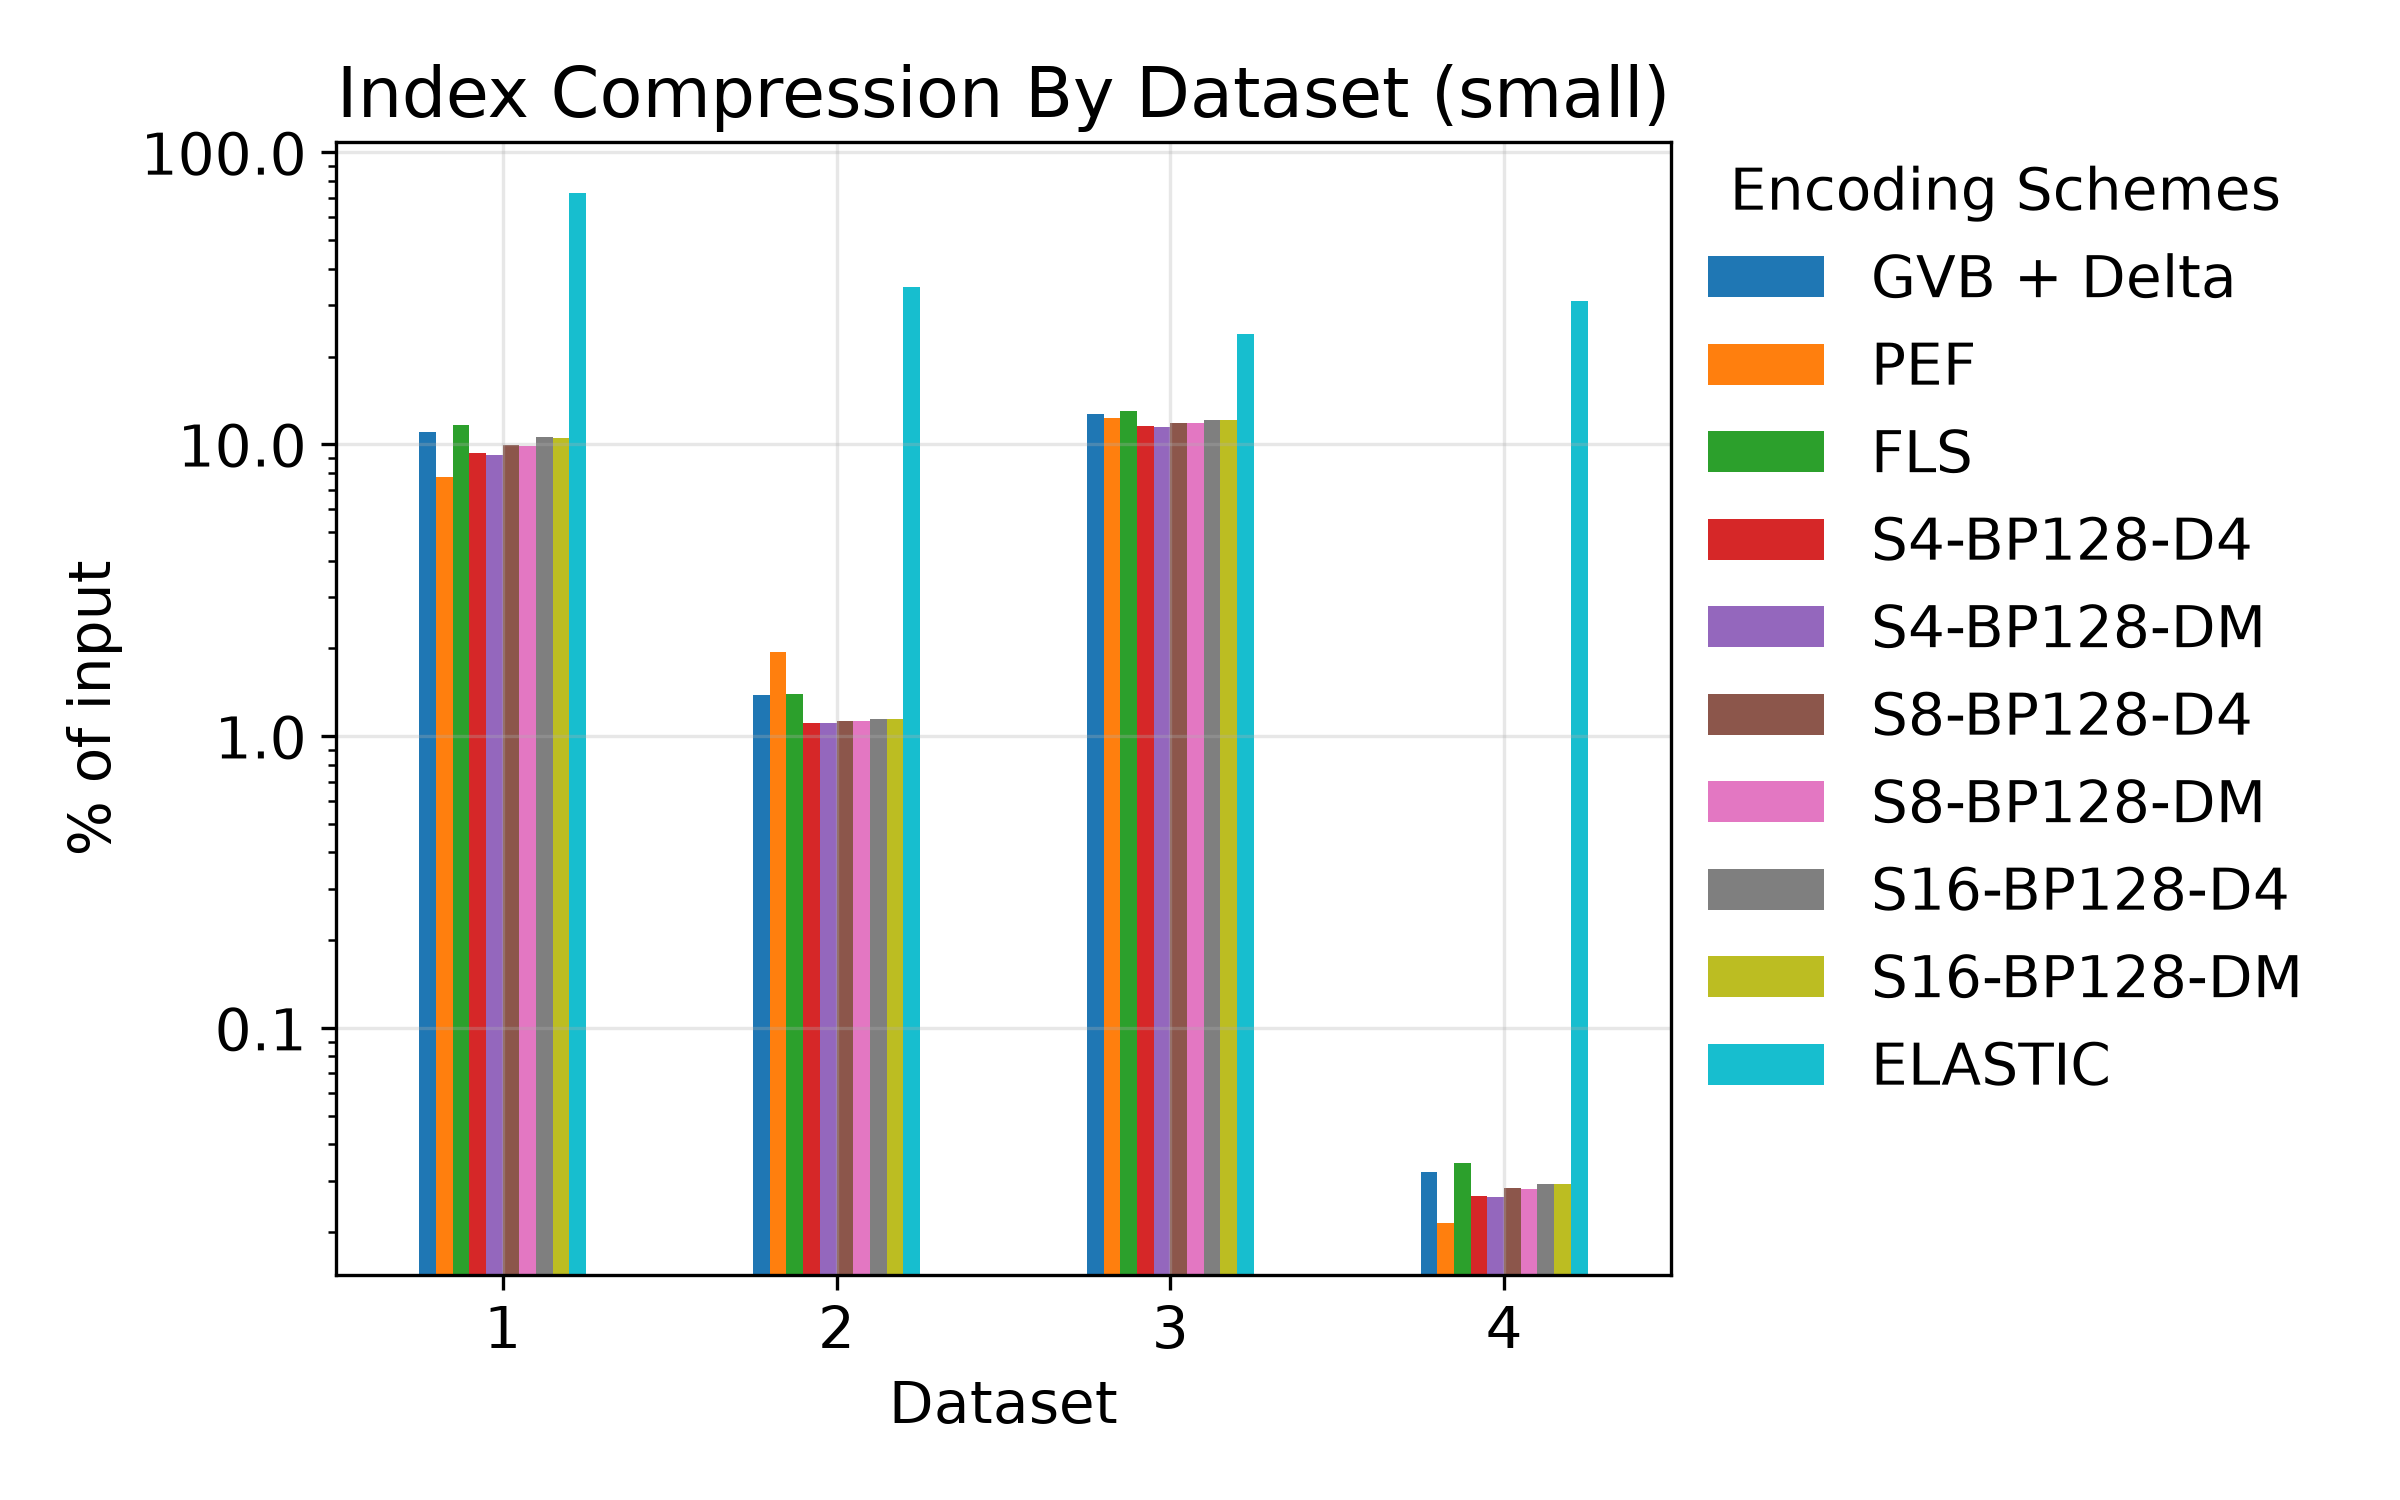 Index Compression By Dataset (small)
100.0
10.0
1.0
0.1
% of input
1 2 3 4
Dataset
Encoding Schemes
GVB + Delta
PEF
FLS
S4-BP128-D4
S4-BP128-DM
S8-BP128-D4
S8-BP128-DM
S16-BP128-D4
S16-BP128-DM
ELASTIC